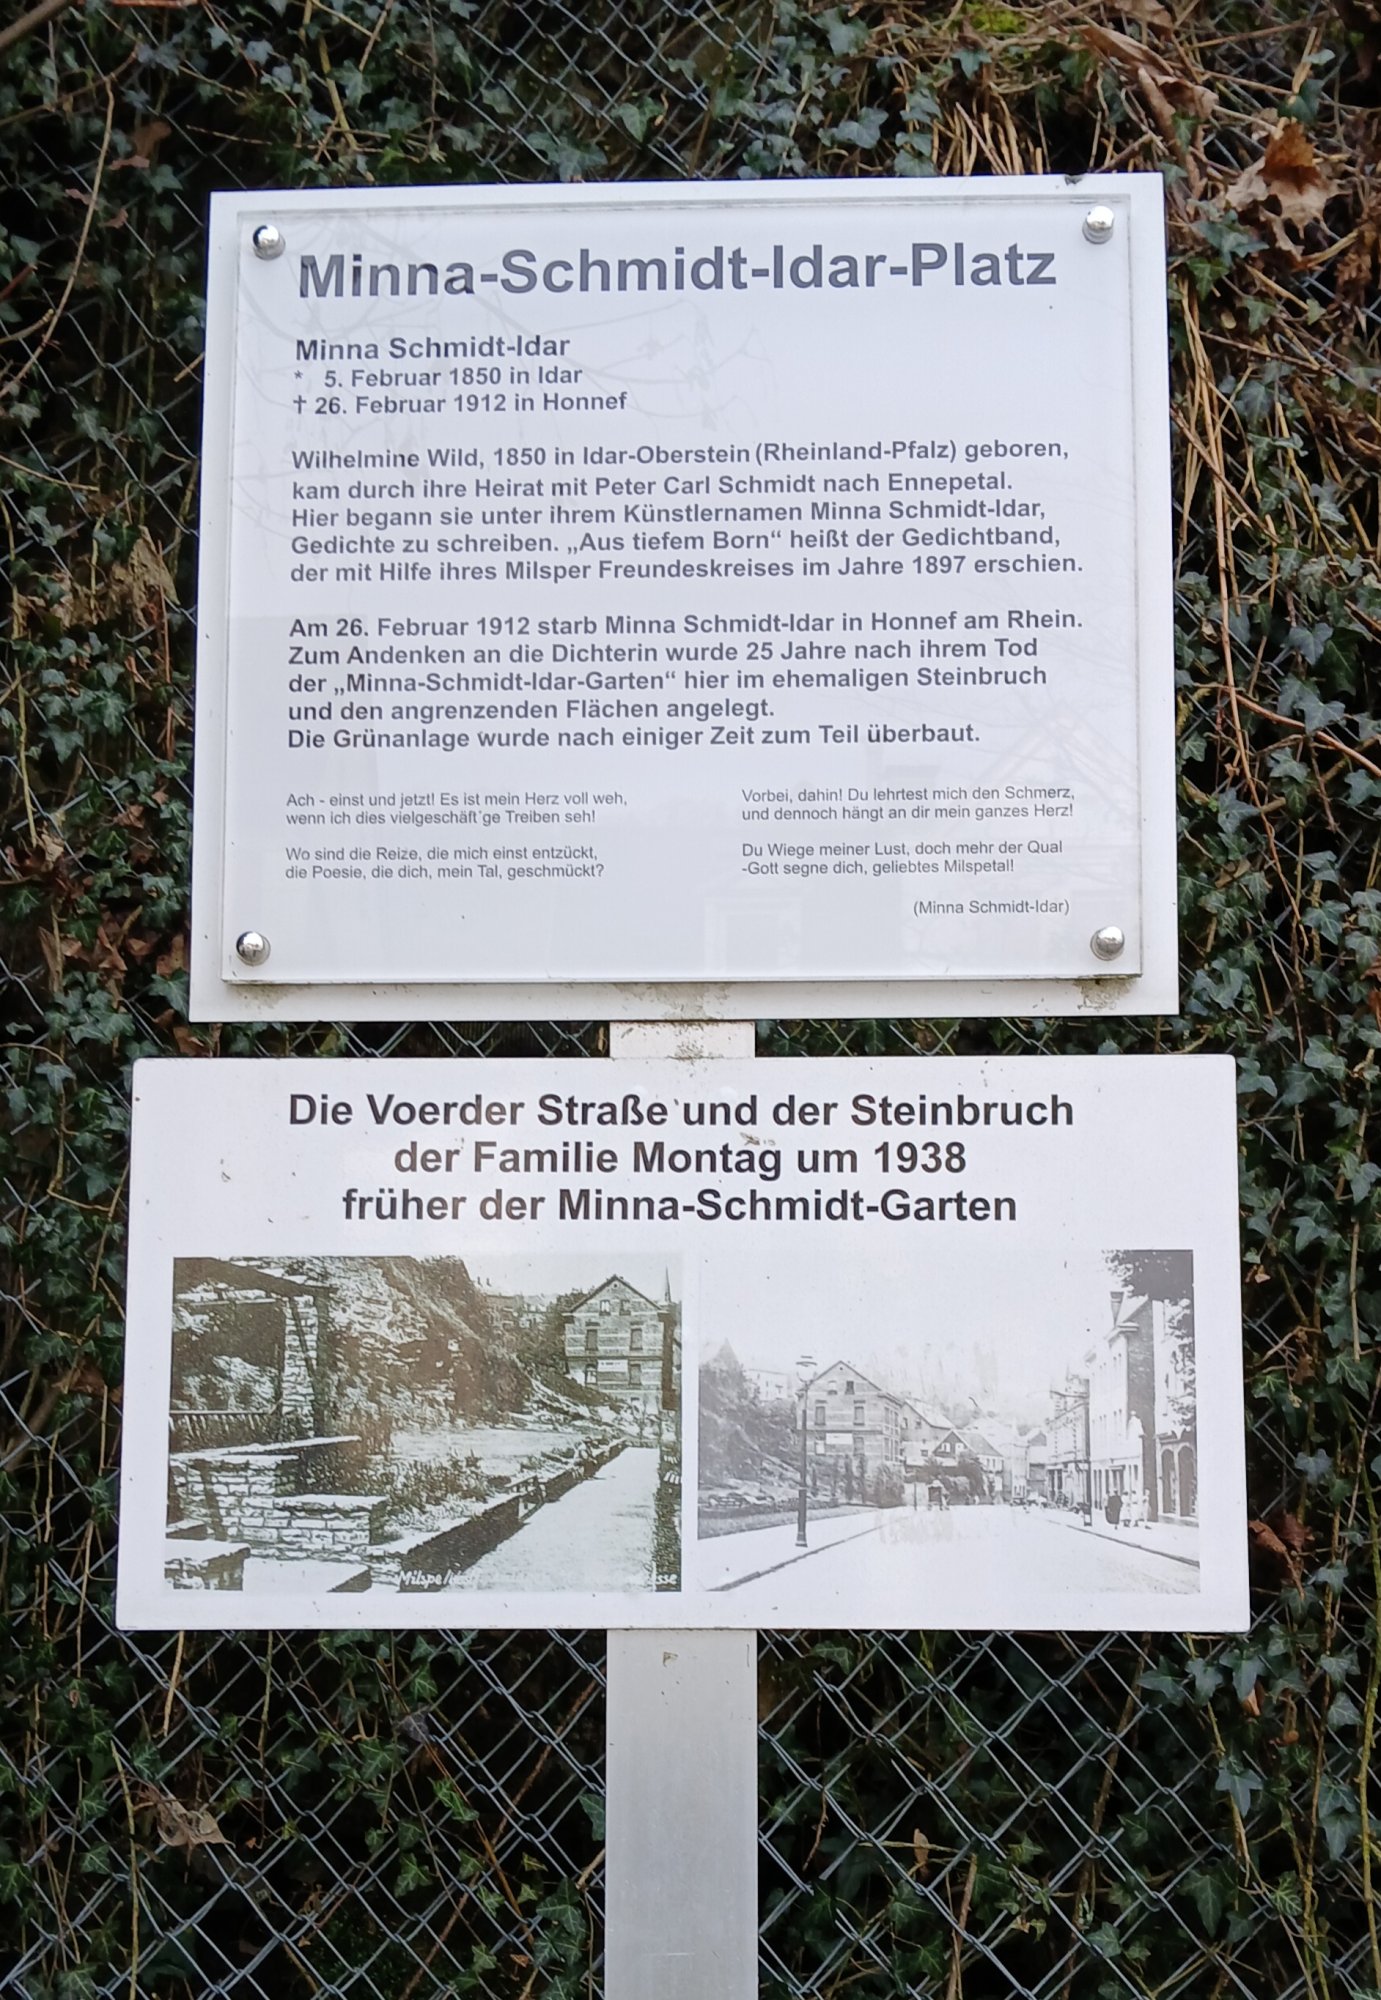 Minna-Schmidt-Idar-Platz
Minna Schmidt-Idar
* 5. Februar 1850 in Idar
† 26. Februar 1912 in Honnef
Wilhelmine Wild, 1850 in Idar-Oberstein (Rheinland-Pfalz) geboren,
kam durch ihre Heirat mit Peter Carl Schmidt nach Ennepetal.
Hier begann sie unter ihrem Künstlernamen Minna Schmidt-Idar,
Gedichte zu schreiben. „Aus tiefem Born“ heißt der Gedichtband,
der mit Hilfe ihres Milsper Freundeskreises im Jahre 1897 erschien.
Am 26. Februar 1912 starb Minna Schmidt-Idar in Honnef am Rhein.
Zum Andenken an die Dichterin wurde 25 Jahre nach ihrem Tod
der „Minna-Schmidt-Idar-Garten“ hier im ehemaligen Steinbruch
und den angrenzenden Flächen angelegt.
Die Grünanlage wurde nach einiger Zeit zum Teil überbaut.
Ach - einst und jetzt! Es ist mein Herz voll weh,
wenn ich dies vielgeschäft´ge Treiben seh!
Wo sind die Reize, die mich einst entzückt,
die Poesie, die dich, mein Tal, geschmückt?
Vorbei, dahin! Du lehrtest mich den Schmerz,
und dennoch hängt an dir mein ganzes Herz!
Du Wiege meiner Lust, doch mehr der Qual
-Gott segne dich, geliebtes Milspetal!
(Minna Schmidt-Idar)
Die Voerder Straße und der Steinbruch
der Familie Montag um 1938
früher der Minna-Schmidt-Garten